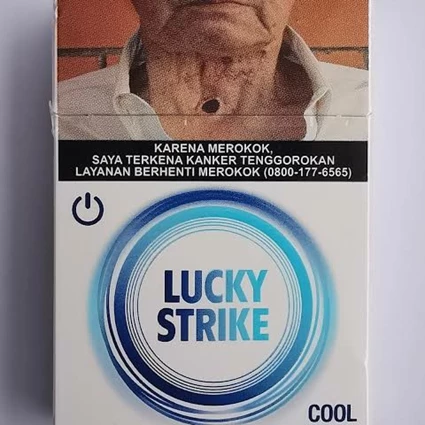 KARENA MEROKOK,
SAYA TERKENA KANKER TENGGOROKAN
LAYANAN BERHENTI MEROKOK (0800-177-6565)
LUCKY
STRIKE
COOL